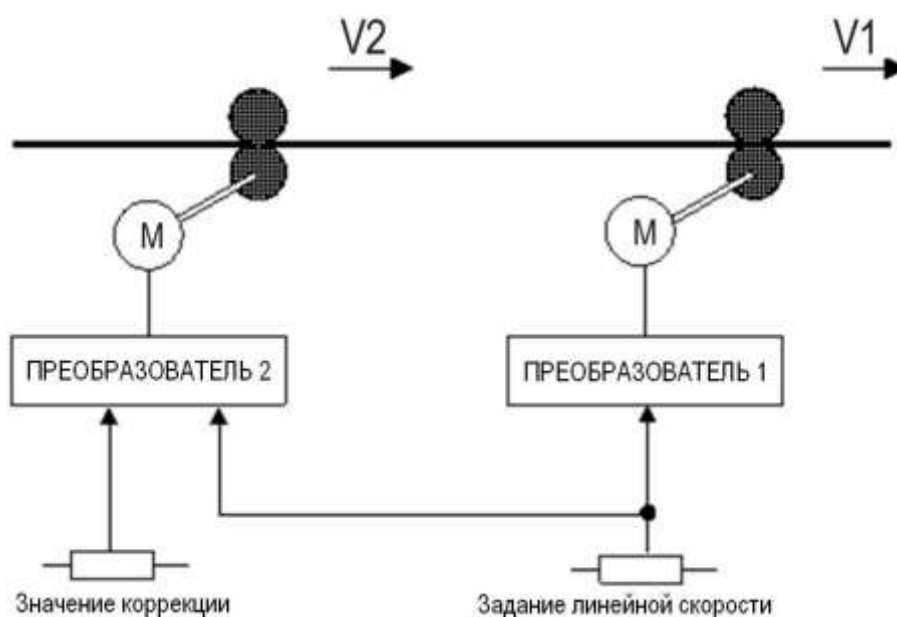 V2
V1
M
M
ПРЕОБРАЗОВАТЕЛЬ 2
ПРЕОБРАЗОВАТЕЛЬ 1
Значение коррекции
Задание линейной скорости